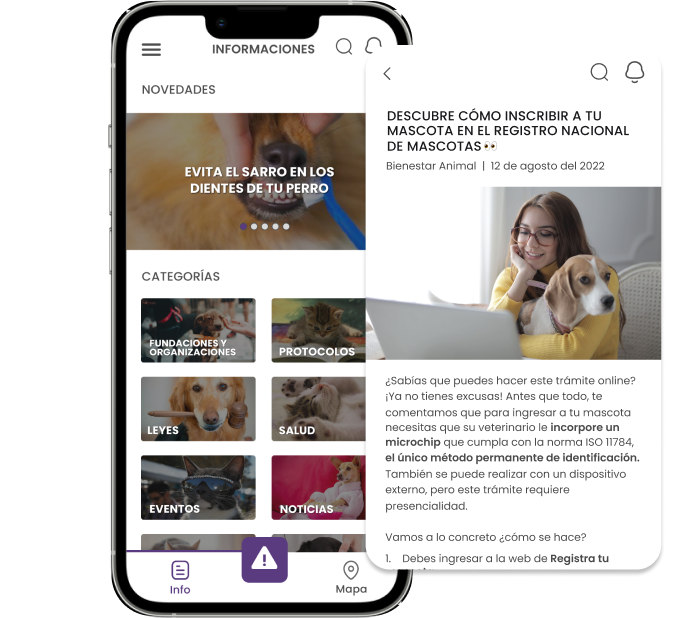 INFORMACIONES
NOVEDADES
EVITA EL SARRO EN LOS
DIENTES DE TU PERRO
CATEGORÍAS
FUNDACIONES Y
ORGANIZACIONES
PROTOCOLOS
LEYES
SALUD
EVENTOS
NOTICIAS
Info
Mapa
DESCUBRE CÓMO INSCRIBIR A TU
MASCOTA EN EL REGISTRO NACIONAL
DE MASCOTAS👀
Bienestar Animal | 12 de agosto del 2022
¿Sabías que puedes hacer este trámite online?
¡Ya no tienes excusas! Antes que todo, te
comentamos que para ingresar a tu mascota
necesitas que su veterinario le incorpore un
microchip que cumpla con la norma ISO 11784,
el único método permanente de identificación.
También se puede realizar con un dispositivo
externo, pero este trámite requiere
presencialidad.
Vamos a lo concreto ¿cómo se hace?
1. Debes ingresar a la web de Registra tu